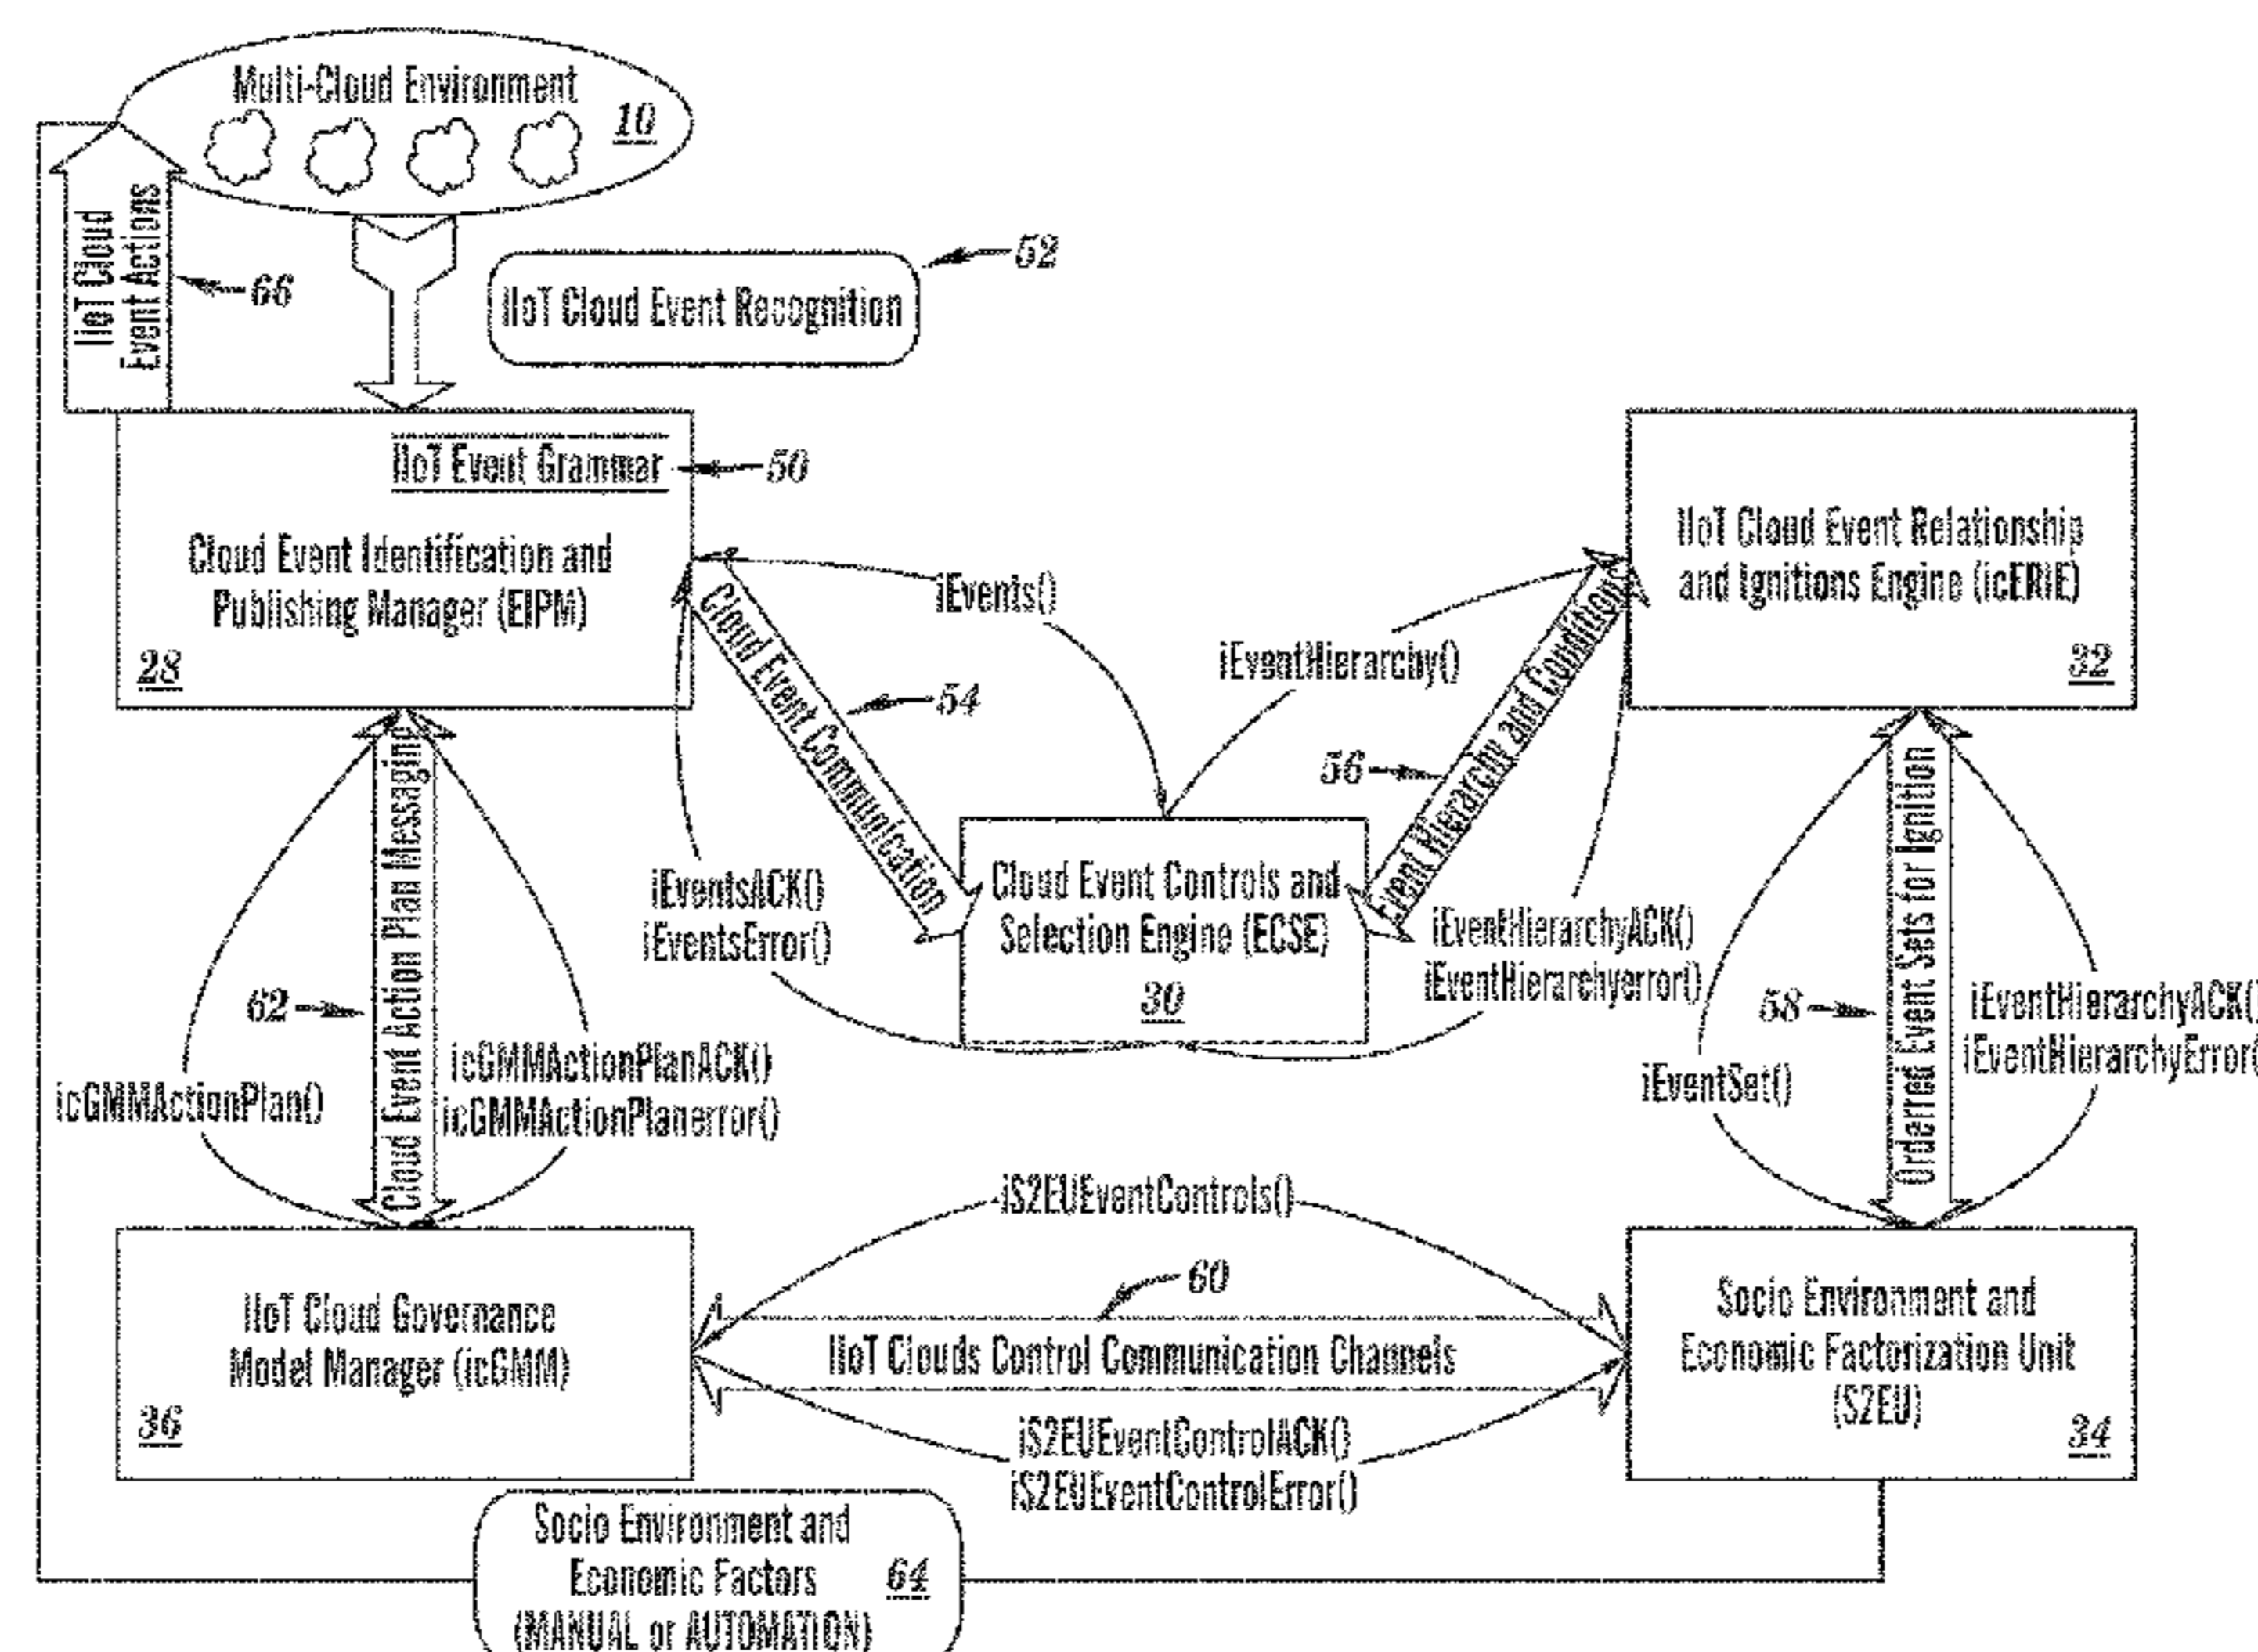 Multi-Cloud Environment
10
IIoT Cloud
Event Actions
66
52
IIoT Cloud Event Recognition
IIoT Event Grammar
50
Cloud Event Identification and
Publishing Manager (EIPM)
28
IIoT Cloud Event Relationship
and Ignitions Engine (icERIE)
32
iEvents()
Cloud Event Communication
54
iEventHierarchy()
Event Hierarchy and Conditions
56
Cloud Event Controls and
Selection Engine (ECSE)
30
iEventsACK()
iEventsError()
iEventHierarchyACK()
iEventHierarchyerror()
Cloud Event Action Plan Messaging
62
icGMMActionPlan()
icGMMActionPlanACK()
icGMMActionPlanerror()
Ordered Event Sets for Ignition
58
iEventSet()
iEventHierarchyACK()
iEventHierarchyError(
iS2EUEventControls()
60
IIoT Clouds Control Communication Channels
iS2EUEventControlACK()
iS2EUEventControlError()
IIoT Cloud Governance
Model Manager (icGMM)
36
Socio Environment and
Economic Factorization Unit
(S2EU)
34
Socio Environment and
Economic Factors
(MANUAL or AUTOMATION)
64